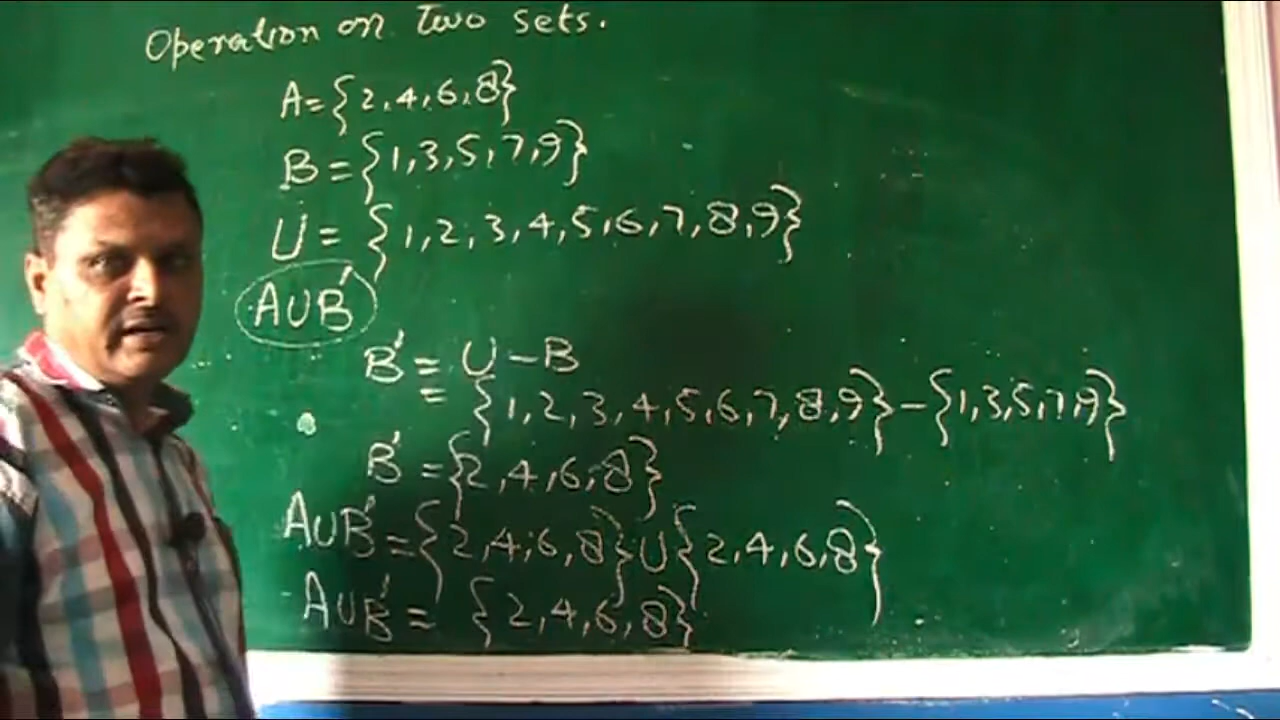 Operation on Two sets.
A={2,4,6,8}
B={1,3,5,7,9}
U={1,2,3,4,5,6,7,8,9}
A∪B'
B'=U-B
={1,2,3,4,5,6,7,8,9}-{1,3,5,7,9}
B'={2,4,6,8}
A∪B'={2,4,6,8}∪{2,4,6,8}
A∪B'={2,4,6,8}